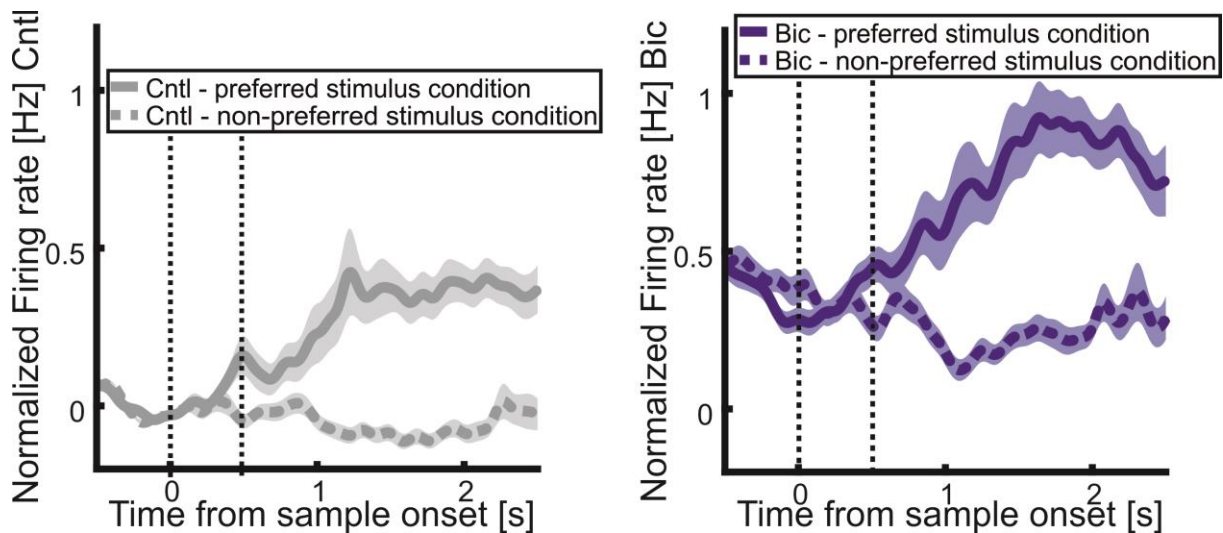 Normalized Firing rate [Hz] Cntl
Cntl - preferred stimulus condition
Cntl - non-preferred stimulus condition
1
0.5
0
0
1
2
Time from sample onset [s]
Normalized Firing rate [Hz] Bic
Bic - preferred stimulus condition
Bic - non-preferred stimulus condition
1
0.5
0
0
1
2
Time from sample onset [s]